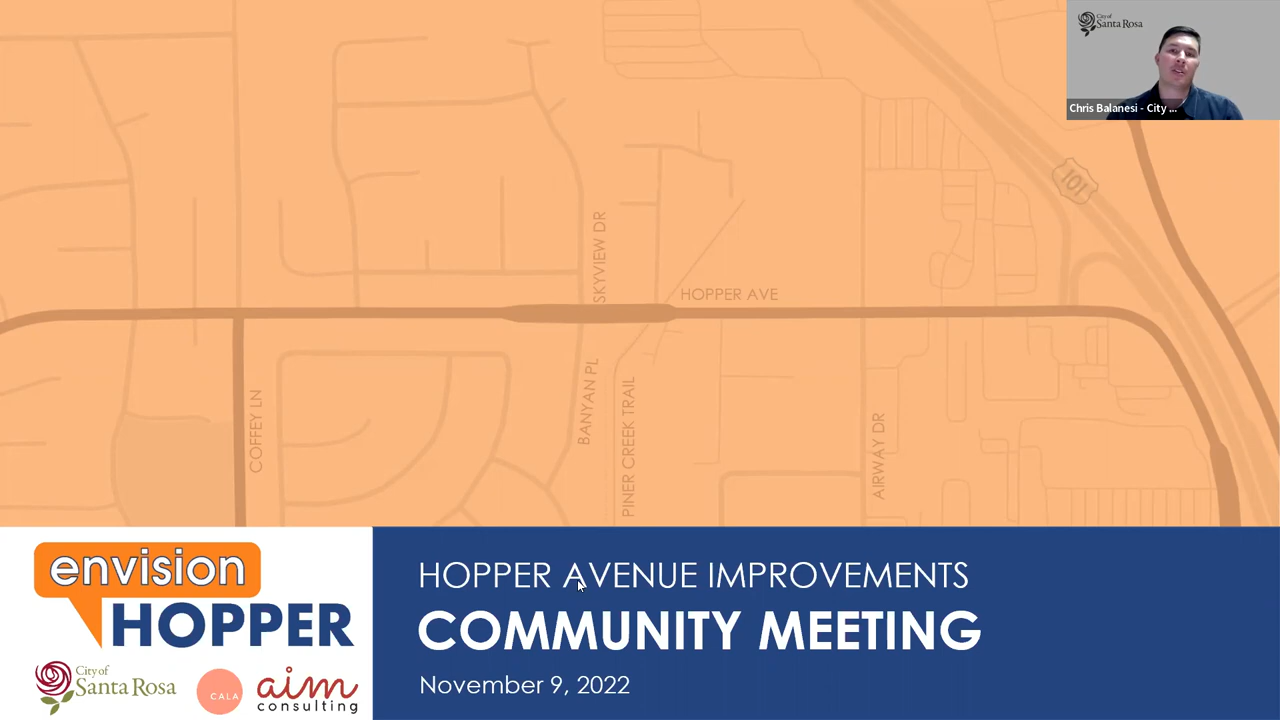 City of
Santa Rosa
Chris Balanesi - City ...
101
SKYVIEW DR
HOPPER AVE
COFFEY LN
BANYAN PL
PINER CREEK TRAIL
AIRWAY DR
envision
HOPPER
City of
Santa Rosa
CALA
aim
consulting
HOPPER AVENUE IMPROVEMENTS
COMMUNITY MEETING
November 9, 2022